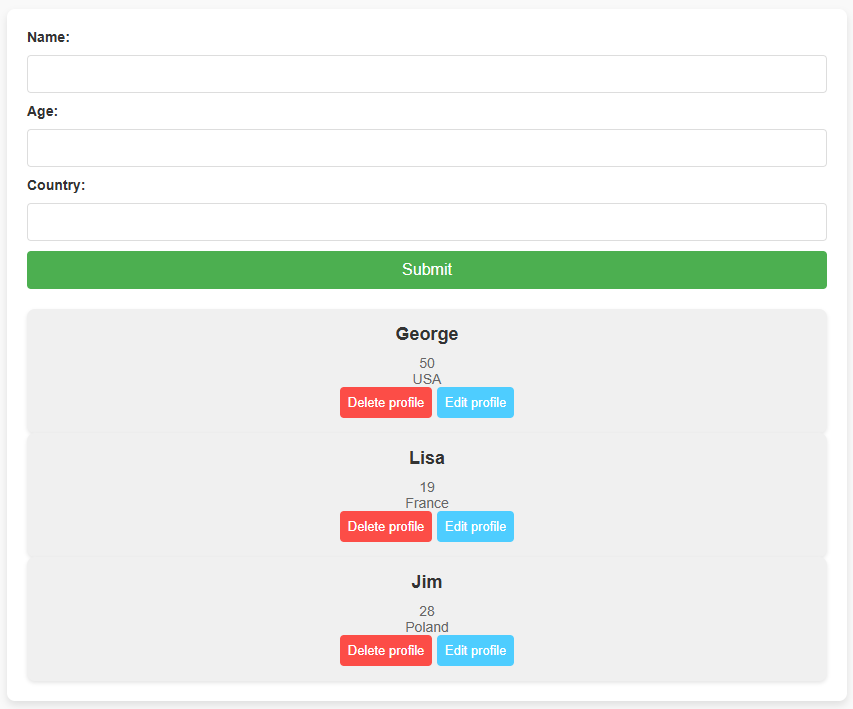 Name:
Age:
Country:
Submit
George
50
USA
Delete profile Edit profile
Lisa
19
France
Delete profile Edit profile
Jim
28
Poland
Delete profile Edit profile